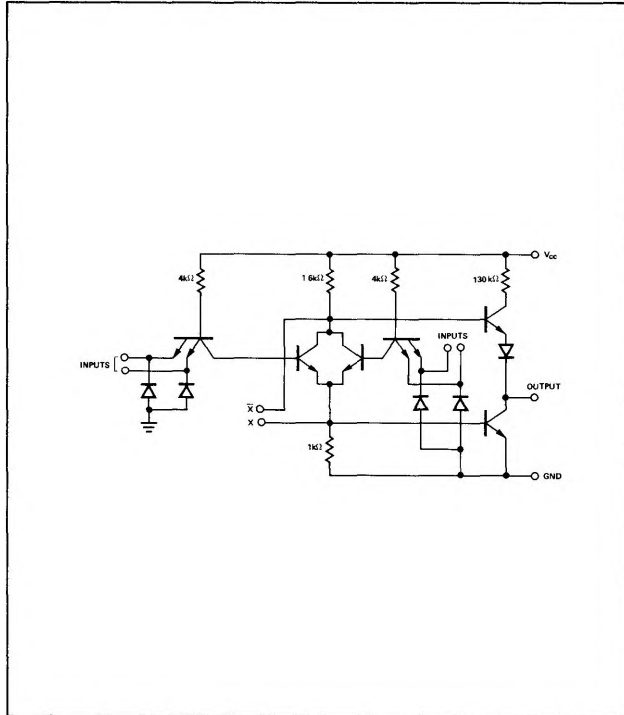 V_CC
4kΩ
1 6kΩ
4kΩ
130 kΩ
INPUTS
INPUTS
X̅
X
OUTPUT
1kΩ
GND